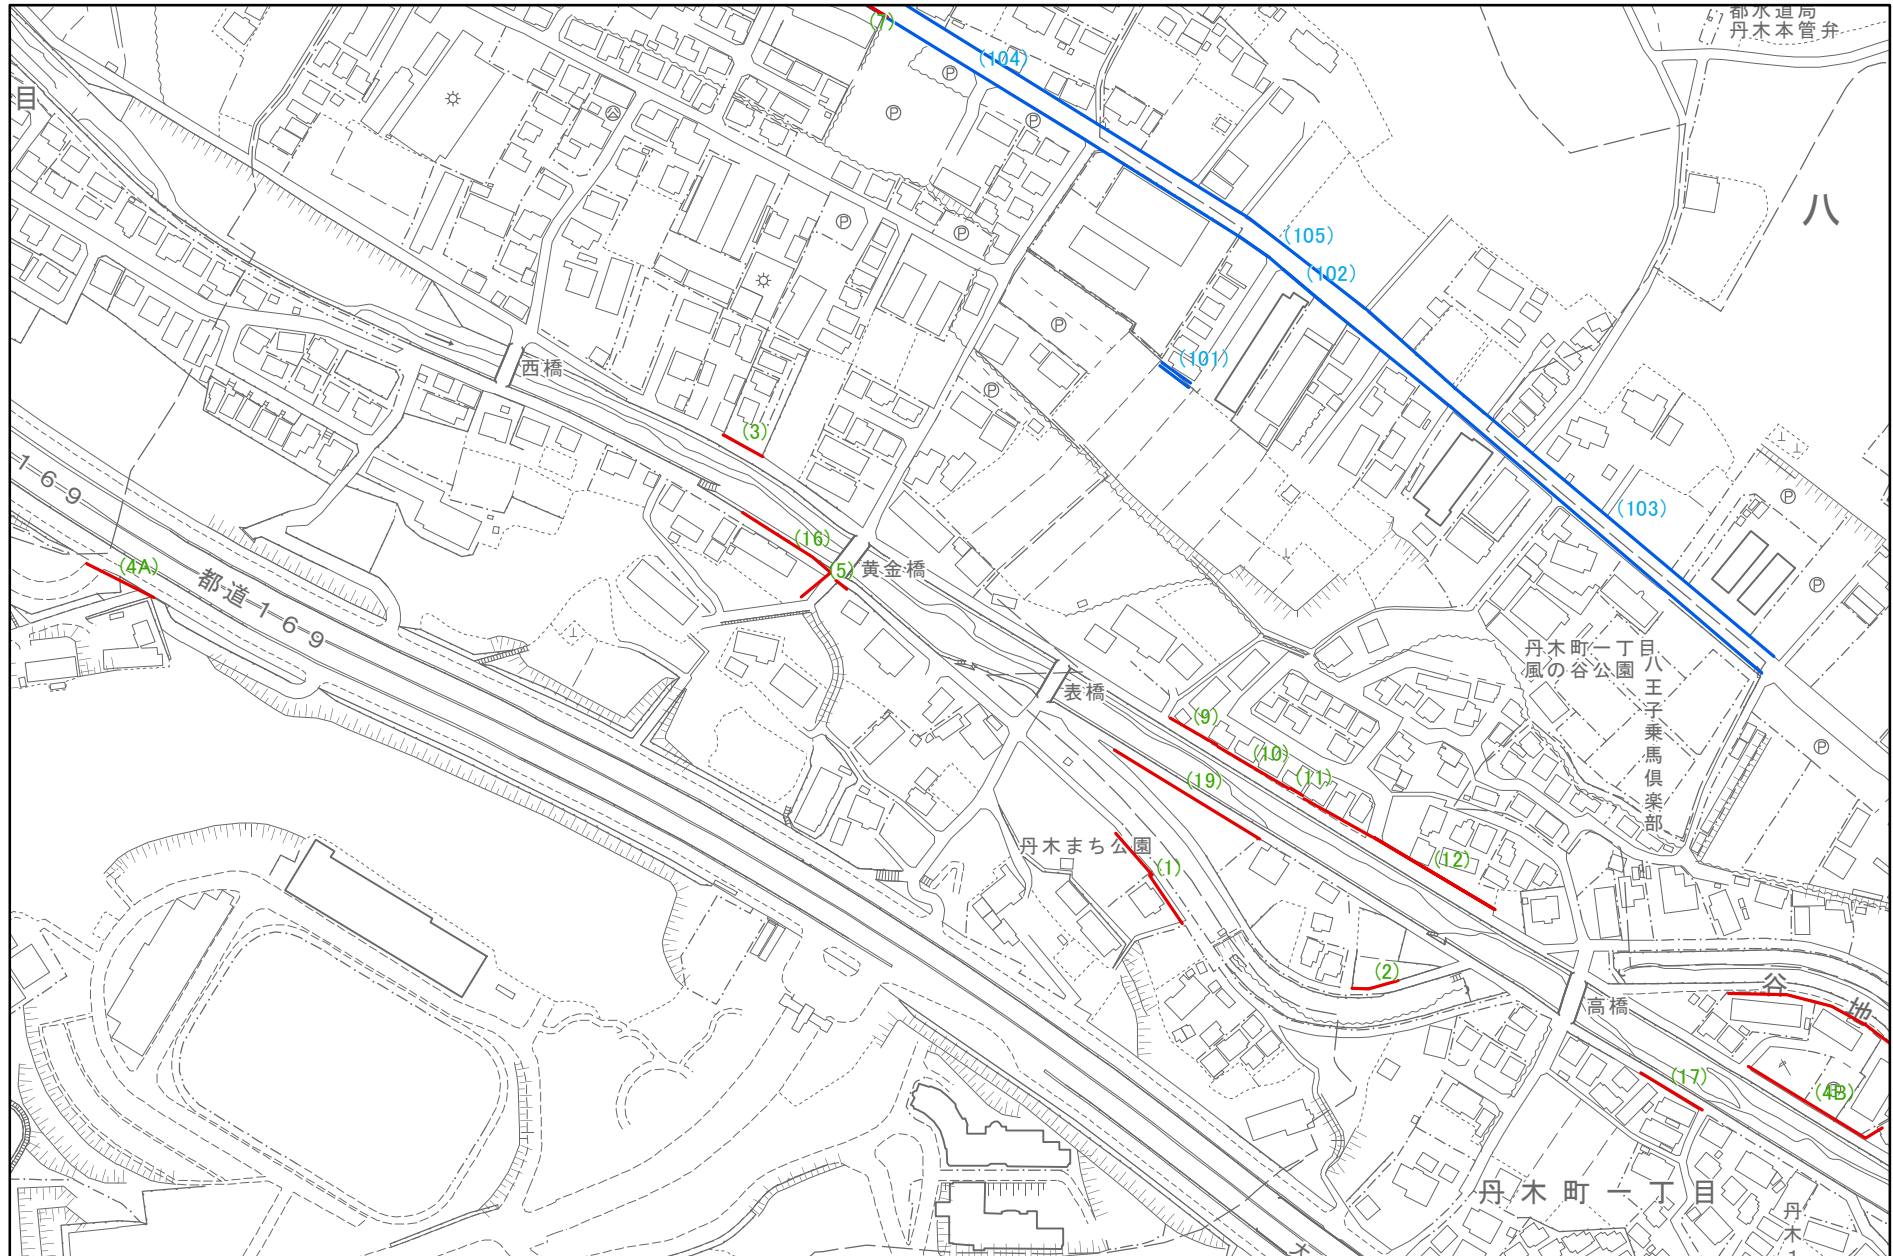 都水道局
丹木本管弁
(7)
(104)
目
八
(105)
(102)
(101)
西橋
(3)
169
(103)
(16)
(5)
黄金橋
(4A)
都道169
丹木町一丁目
風の谷公園
八王子乗馬倶楽部
表橋
(9)
(10)
(11)
(19)
丹木まち公園
(1)
(12)
(2)
谷地
高橋
(17)
(4B)
丹木町一丁目
丹木